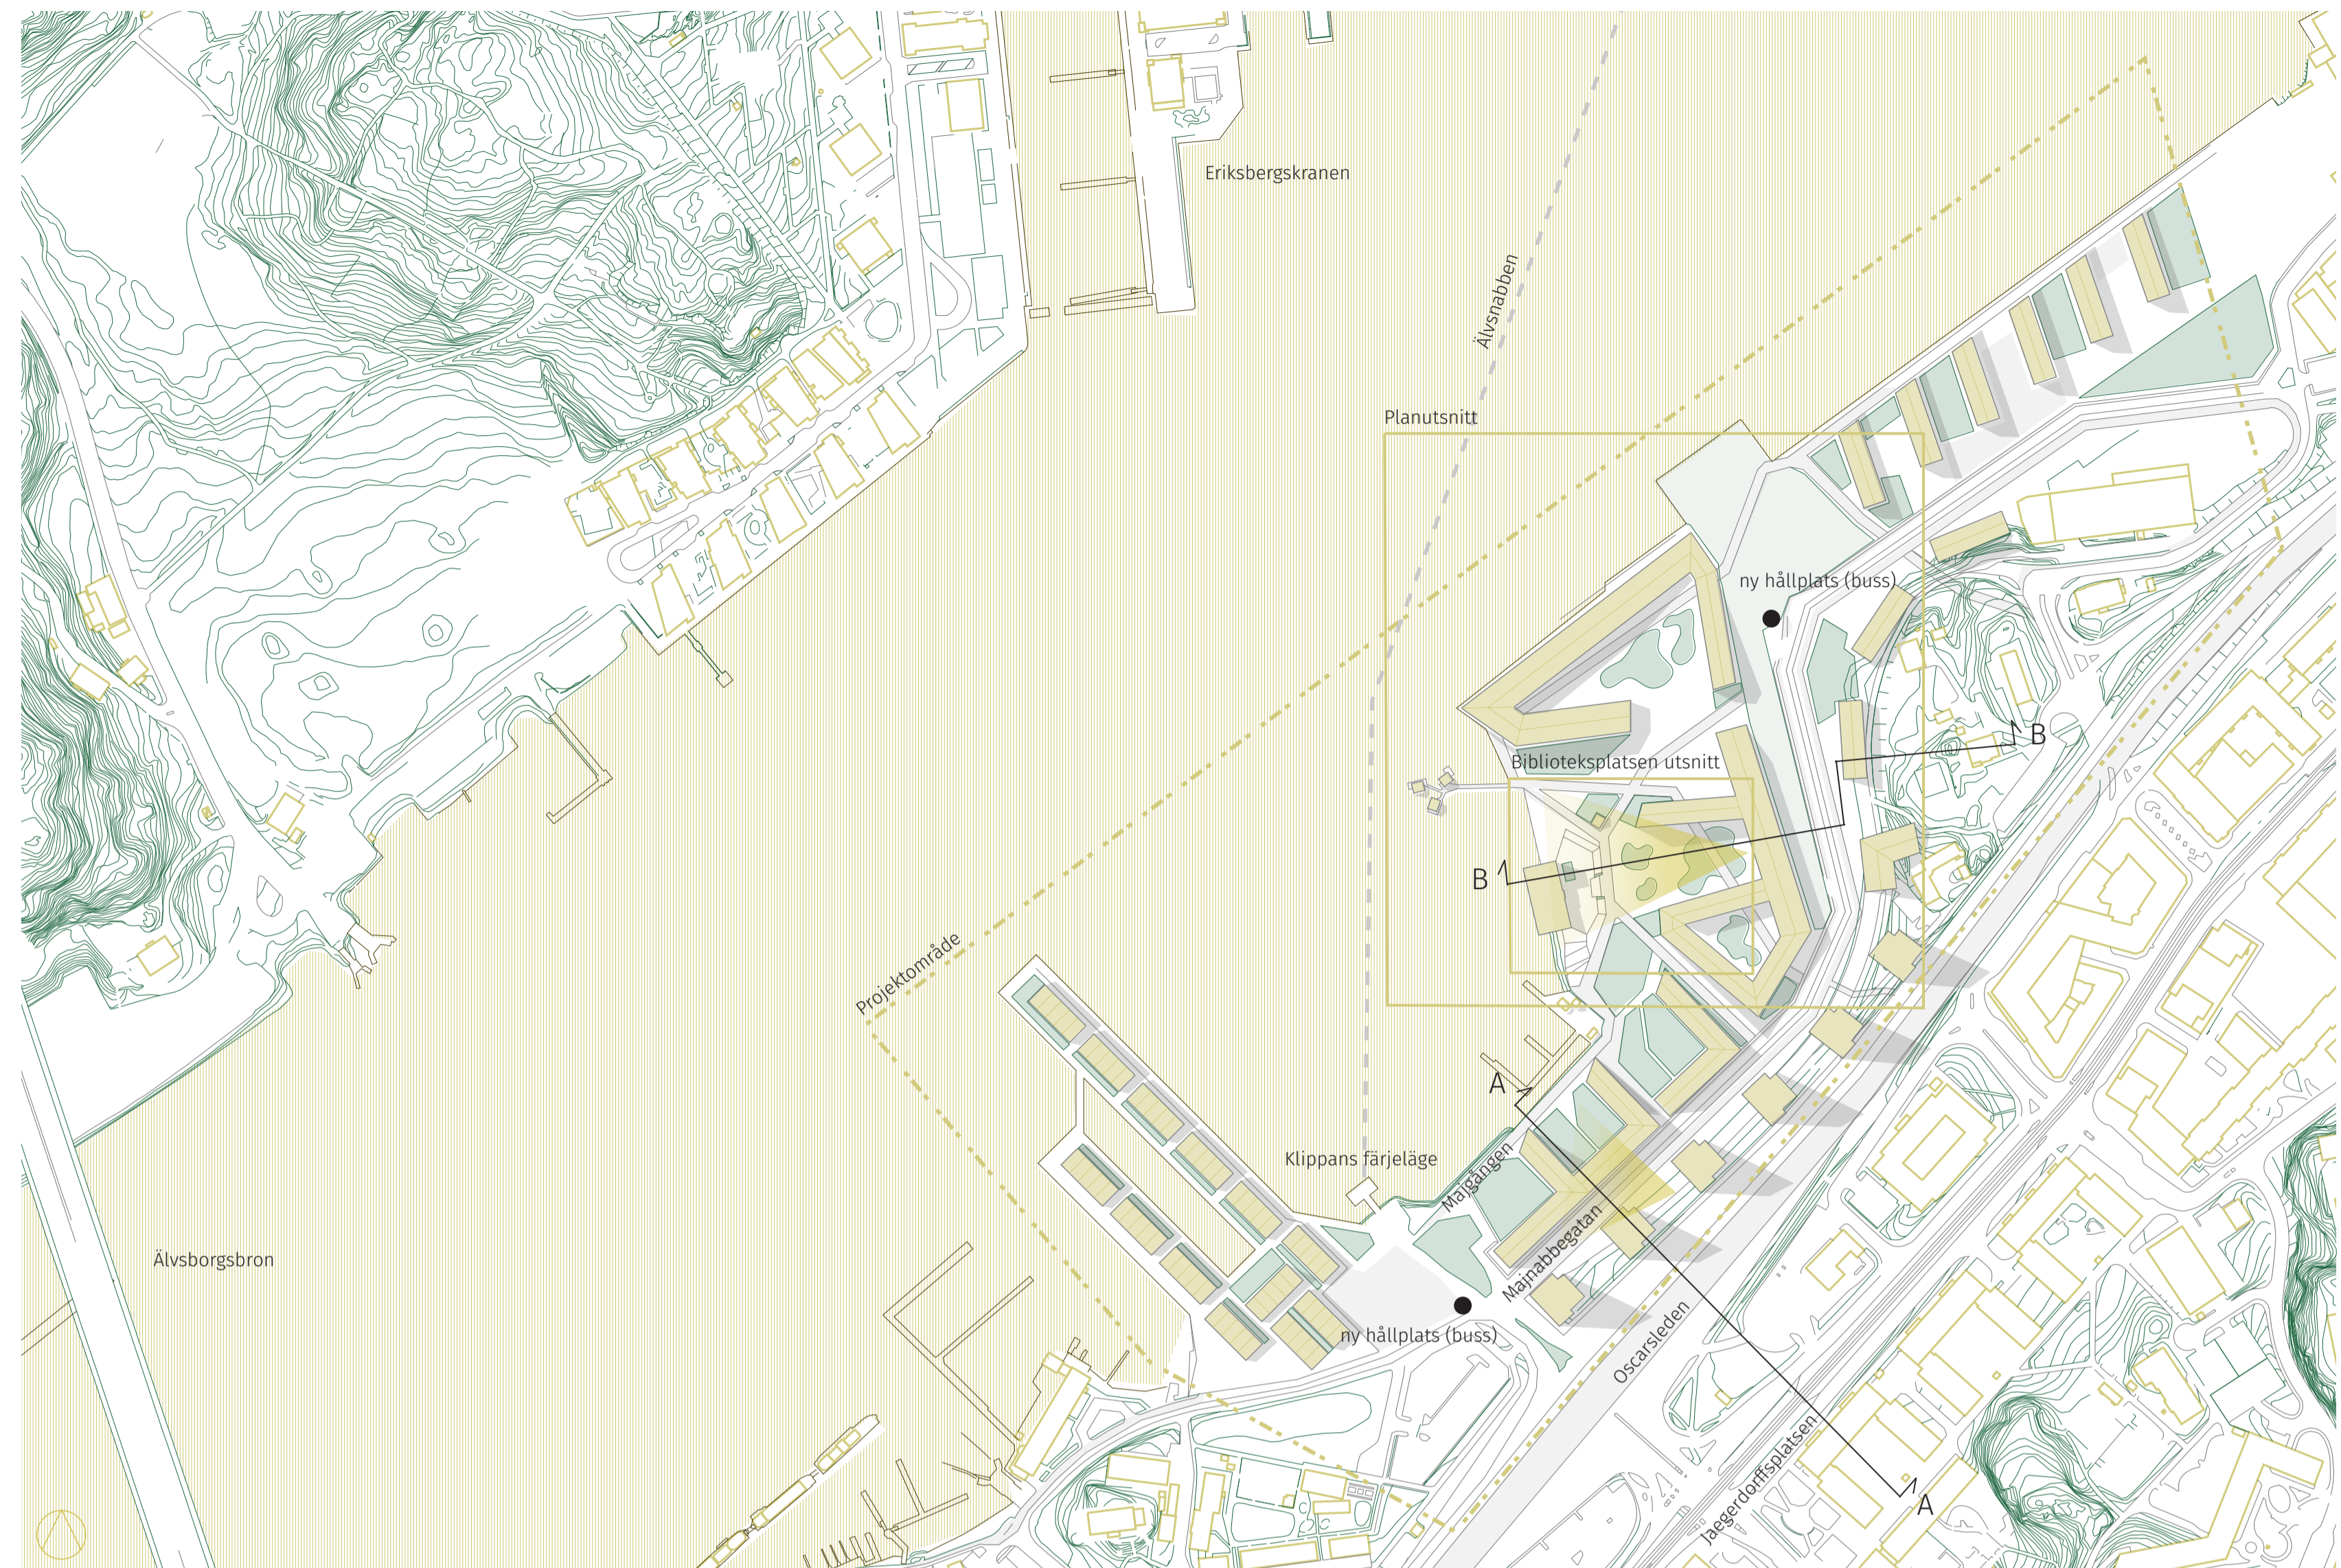 Eriksbergskranen
Älvsnabben
Planutsnitt
ny hållplats (buss)
B
Biblioteksplatsen utsnitt
B
Projektområde
A
Klippans färjeläge
Majgången
Majnabbegatan
Älvsborgsbron
ny hållplats (buss)
Oscarsleden
Jaegerdorffsplatsen
A